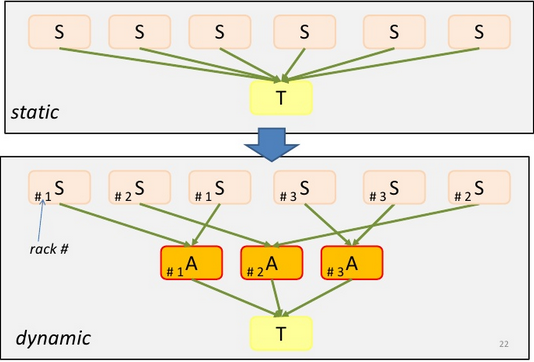 S S S S S S
T
static
# 1 S # 2 S # 1 S # 3 S # 3 S # 2 S
rack #
# 1 A # 2 A # 3 A
T
dynamic
22